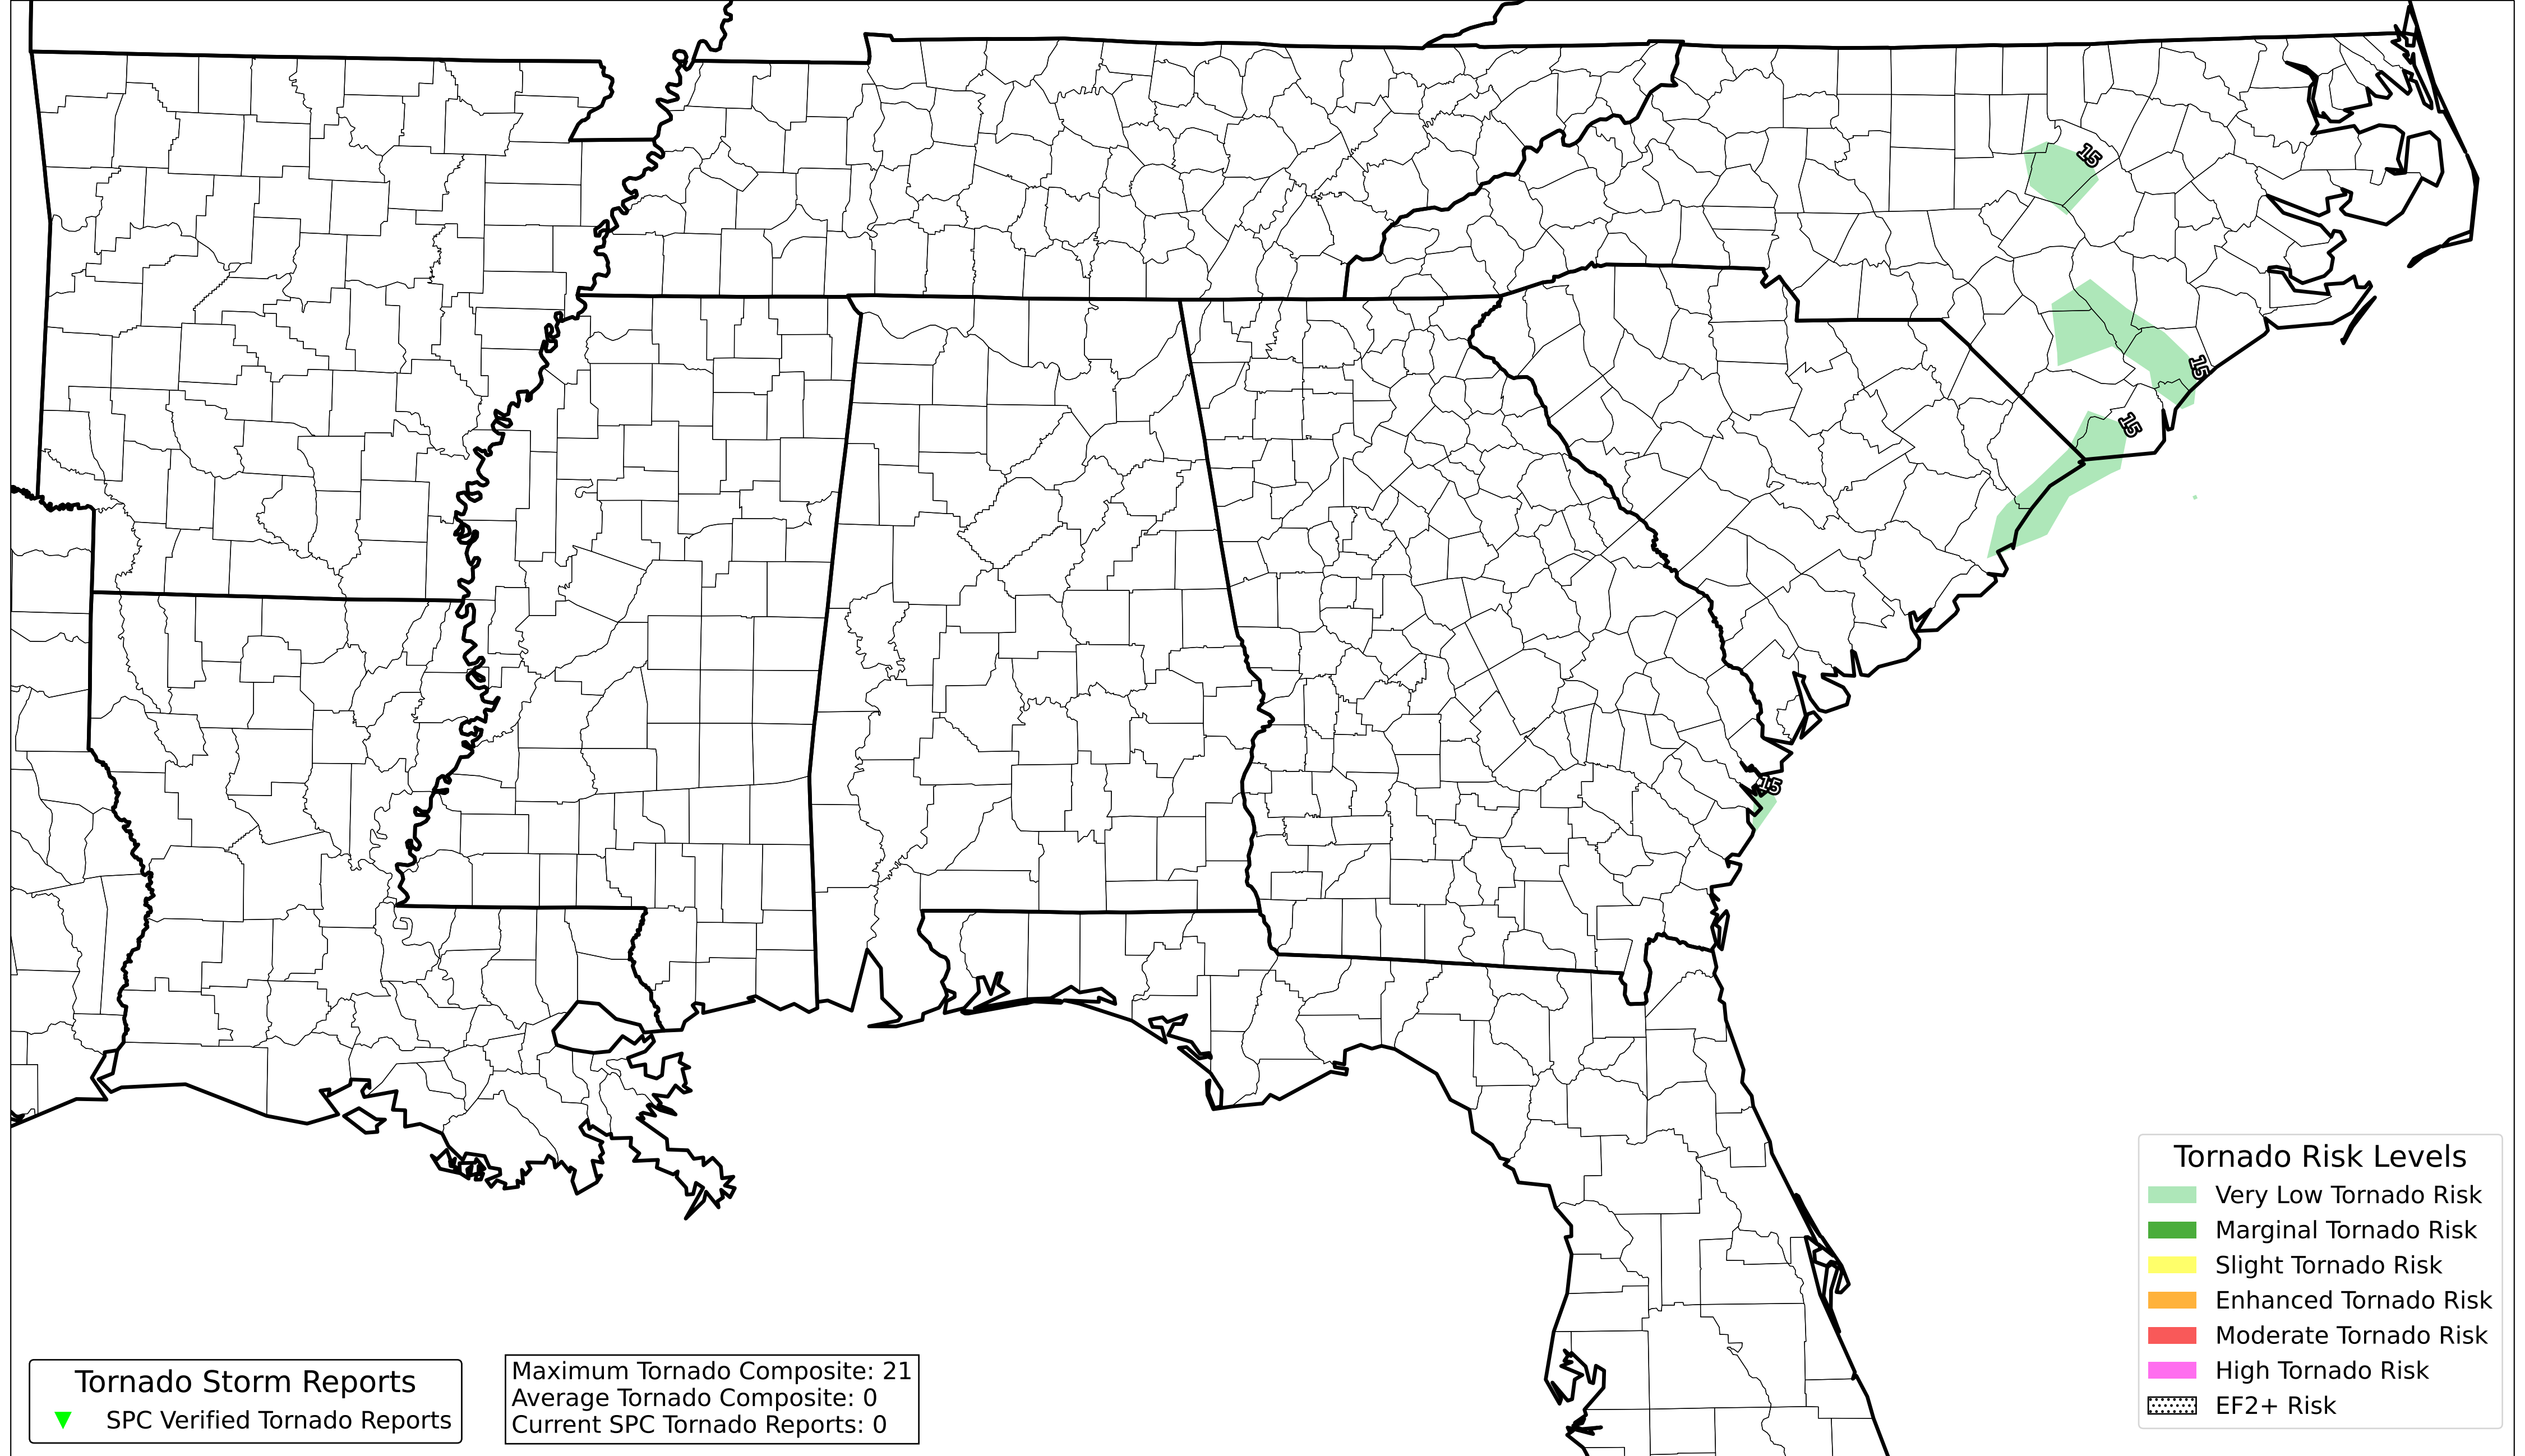 15
15
15
15
Tornado Risk Levels
Very Low Tornado Risk
Marginal Tornado Risk
Slight Tornado Risk
Enhanced Tornado Risk
Moderate Tornado Risk
High Tornado Risk
EF2+ Risk
Tornado Storm Reports
SPC Verified Tornado Reports
Maximum Tornado Composite: 21
Average Tornado Composite: 0
Current SPC Tornado Reports: 0